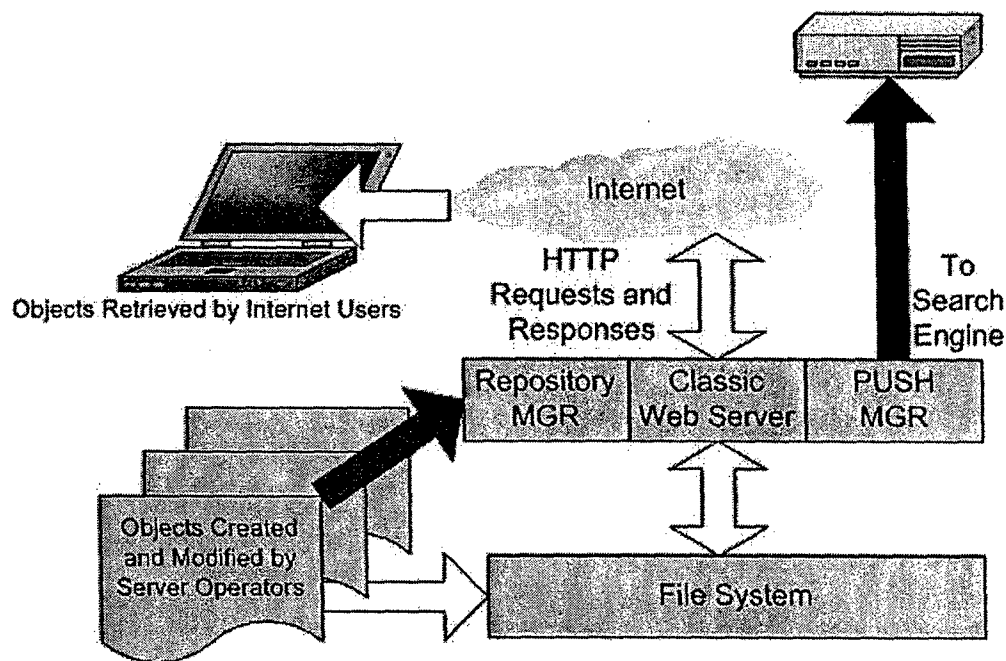 Internet
HTTP
Requests and
Responses
To
Search
Engine
Objects Retrieved by Internet Users
Repository
MGR
Classic
Web Server
PUSH
MGR
Objects Created
and Modified by
Server Operators
File System